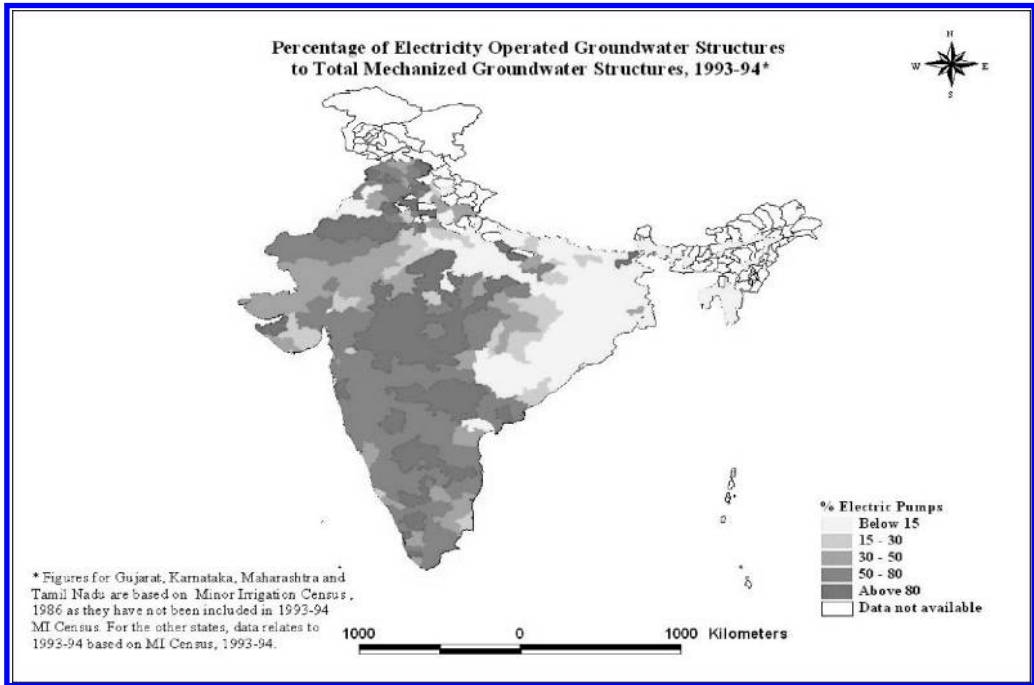 Percentage of Electricity Operated Groundwater Structures
to Total Mechanized Groundwater Structures, 1993-94*
N
W E
S
% Electric Pumps
Below 15
15 - 30
30 - 50
50 - 80
Above 80
Data not available
* Figures for Gujarat, Karnataka, Maharashtra and
Tamil Nadu are based on Minor Irrigation Census,
1986 as they have not been included in 1993-94
MI Census. For the other states, data relates to
1993-94 based on MI Census, 1993-94.
1000 0 1000 Kilometers